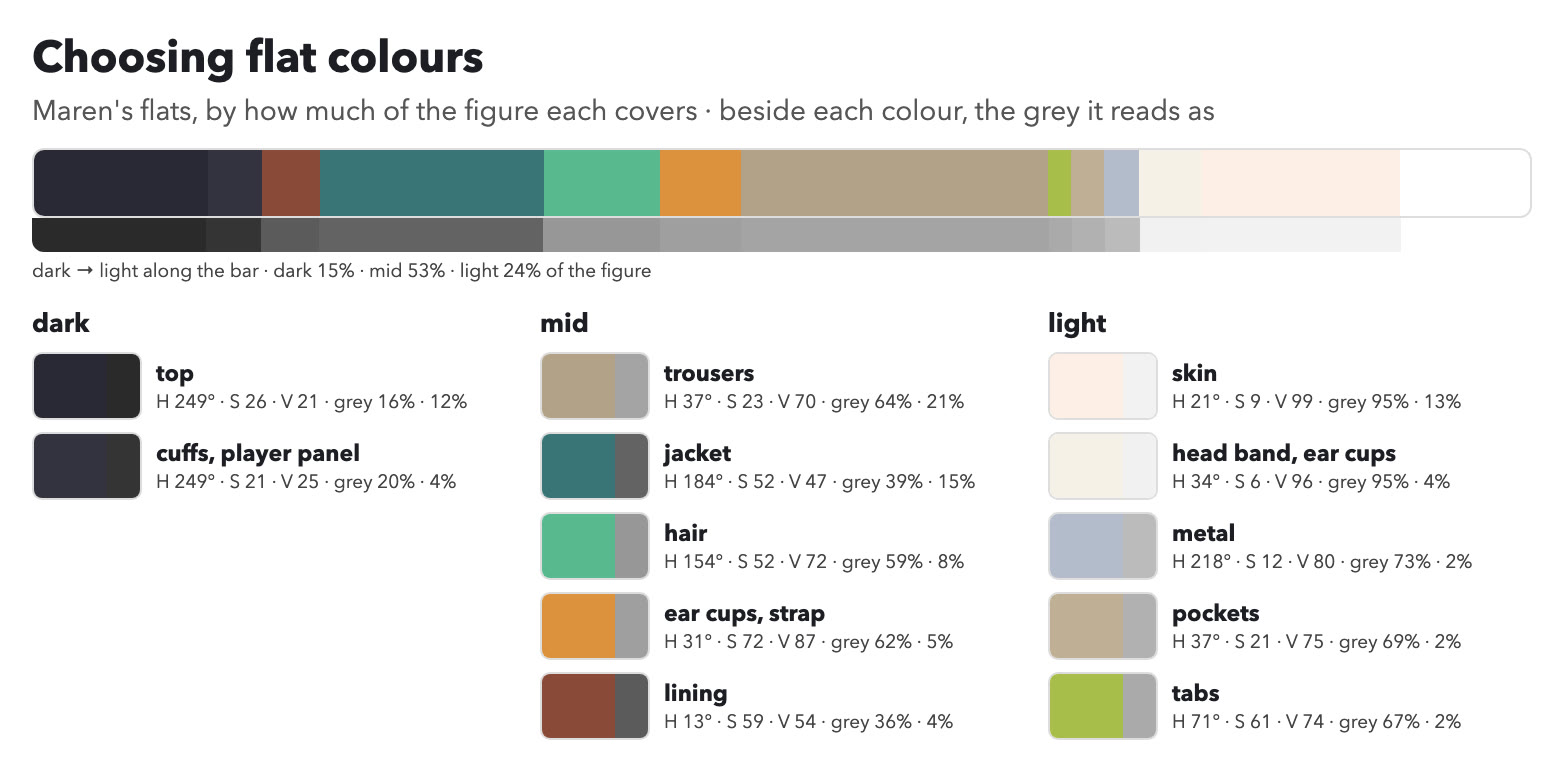 Choosing flat colours
Maren's flats, by how much of the figure each covers · beside each colour, the grey it reads as
dark → light along the bar · dark 15% · mid 53% · light 24% of the figure
dark
top
H 249° · S 26 · V 21 · grey 16% · 12%
cuffs, player panel
H 249° · S 21 · V 25 · grey 20% · 4%
mid
trousers
H 37° · S 23 · V 70 · grey 64% · 21%
jacket
H 184° · S 52 · V 47 · grey 39% · 15%
hair
H 154° · S 52 · V 72 · grey 59% · 8%
ear cups, strap
H 31° · S 72 · V 87 · grey 62% · 5%
lining
H 13° · S 59 · V 54 · grey 36% · 4%
light
skin
H 21° · S 9 · V 99 · grey 95% · 13%
head band, ear cups
H 34° · S 6 · V 96 · grey 95% · 4%
metal
H 218° · S 12 · V 80 · grey 73% · 2%
pockets
H 37° · S 21 · V 75 · grey 69% · 2%
tabs
H 71° · S 61 · V 74 · grey 67% · 2%